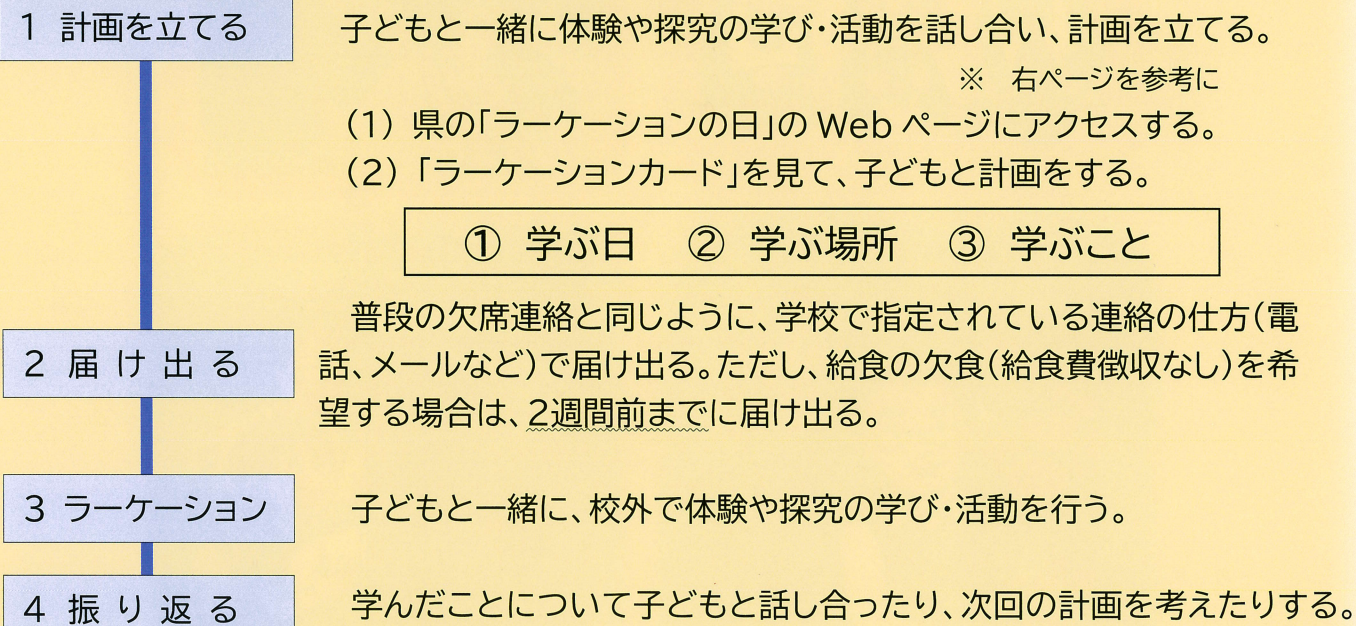 1 計画を立てる
子どもと一緒に体験や探究の学び・活動を話し合い、計画を立てる。
※ 右ページを参考に
(1) 県の「ラーケーションの日」の Web ページにアクセスする。
(2) 「ラーケーションカード」を見て、子どもと計画をする。
① 学ぶ日 ② 学ぶ場所 ③ 学ぶこと
2 届け出る
普段の欠席連絡と同じように、学校で指定されている連絡の仕方(電
話、メールなど)で届け出る。ただし、給食の欠食(給食費徴収なし)を希
望する場合は、2週間前までに届け出る。
3 ラーケーション
子どもと一緒に、校外で体験や探究の学び・活動を行う。
4 振り返る
学んだことについて子どもと話し合ったり、次回の計画を考えたりする。